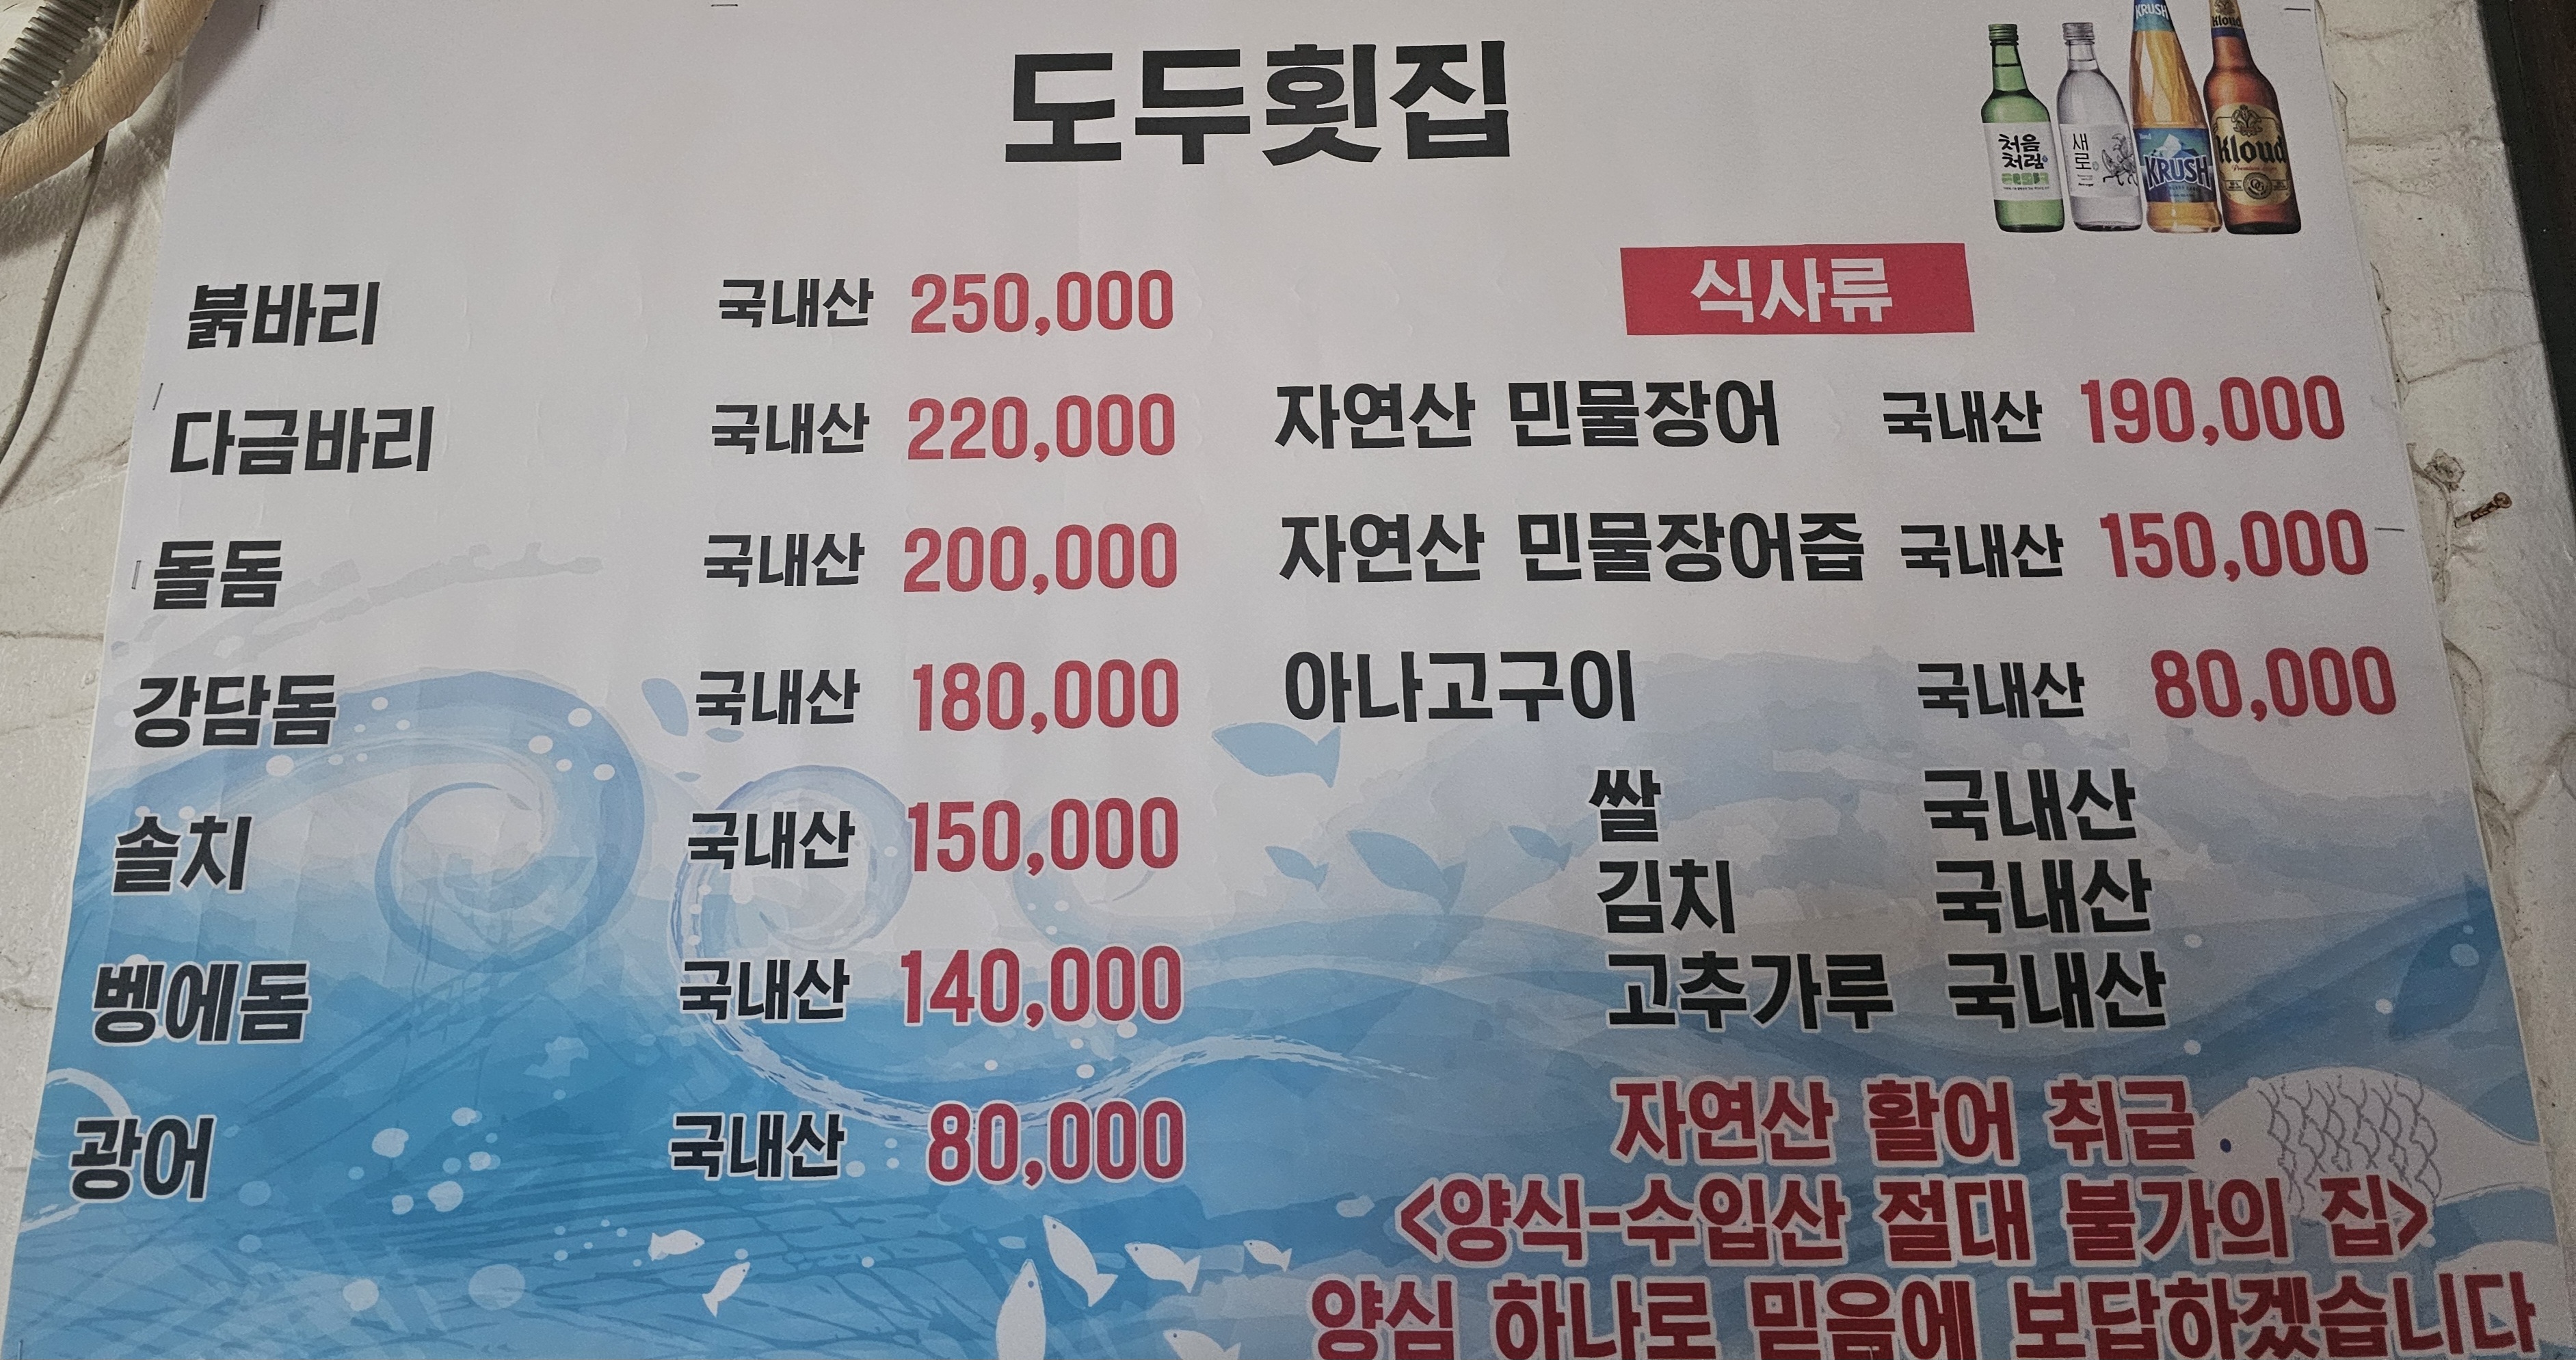 도두횟집
KRUSH
Kloud
처음
처럼
새
로
KRUSH
Kloud
붉바리 국내산 250,000
다금바리 국내산 220,000
돌돔 국내산 200,000
강담돔 국내산 180,000
솔치 국내산 150,000
벵에돔 국내산 140,000
광어 국내산 80,000
식사류
자연산 민물장어 국내산 190,000
자연산 민물장어즙 국내산 150,000
아나고구이 국내산 80,000
쌀 국내산
김치 국내산
고추가루 국내산
자연산 활어 취급
<양식-수입산 절대 불가의 집>
양심 하나로 믿음에 보답하겠습니다